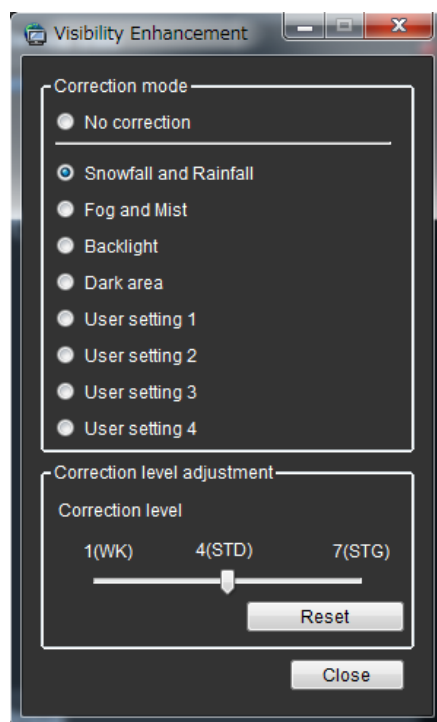 Visibility Enhancement
Correction mode
No correction
Snowfall and Rainfall
Fog and Mist
Backlight
Dark area
User setting 1
User setting 2
User setting 3
User setting 4
Correction level adjustment
Correction level
1(WK) 4(STD) 7(STG)
Reset
Close